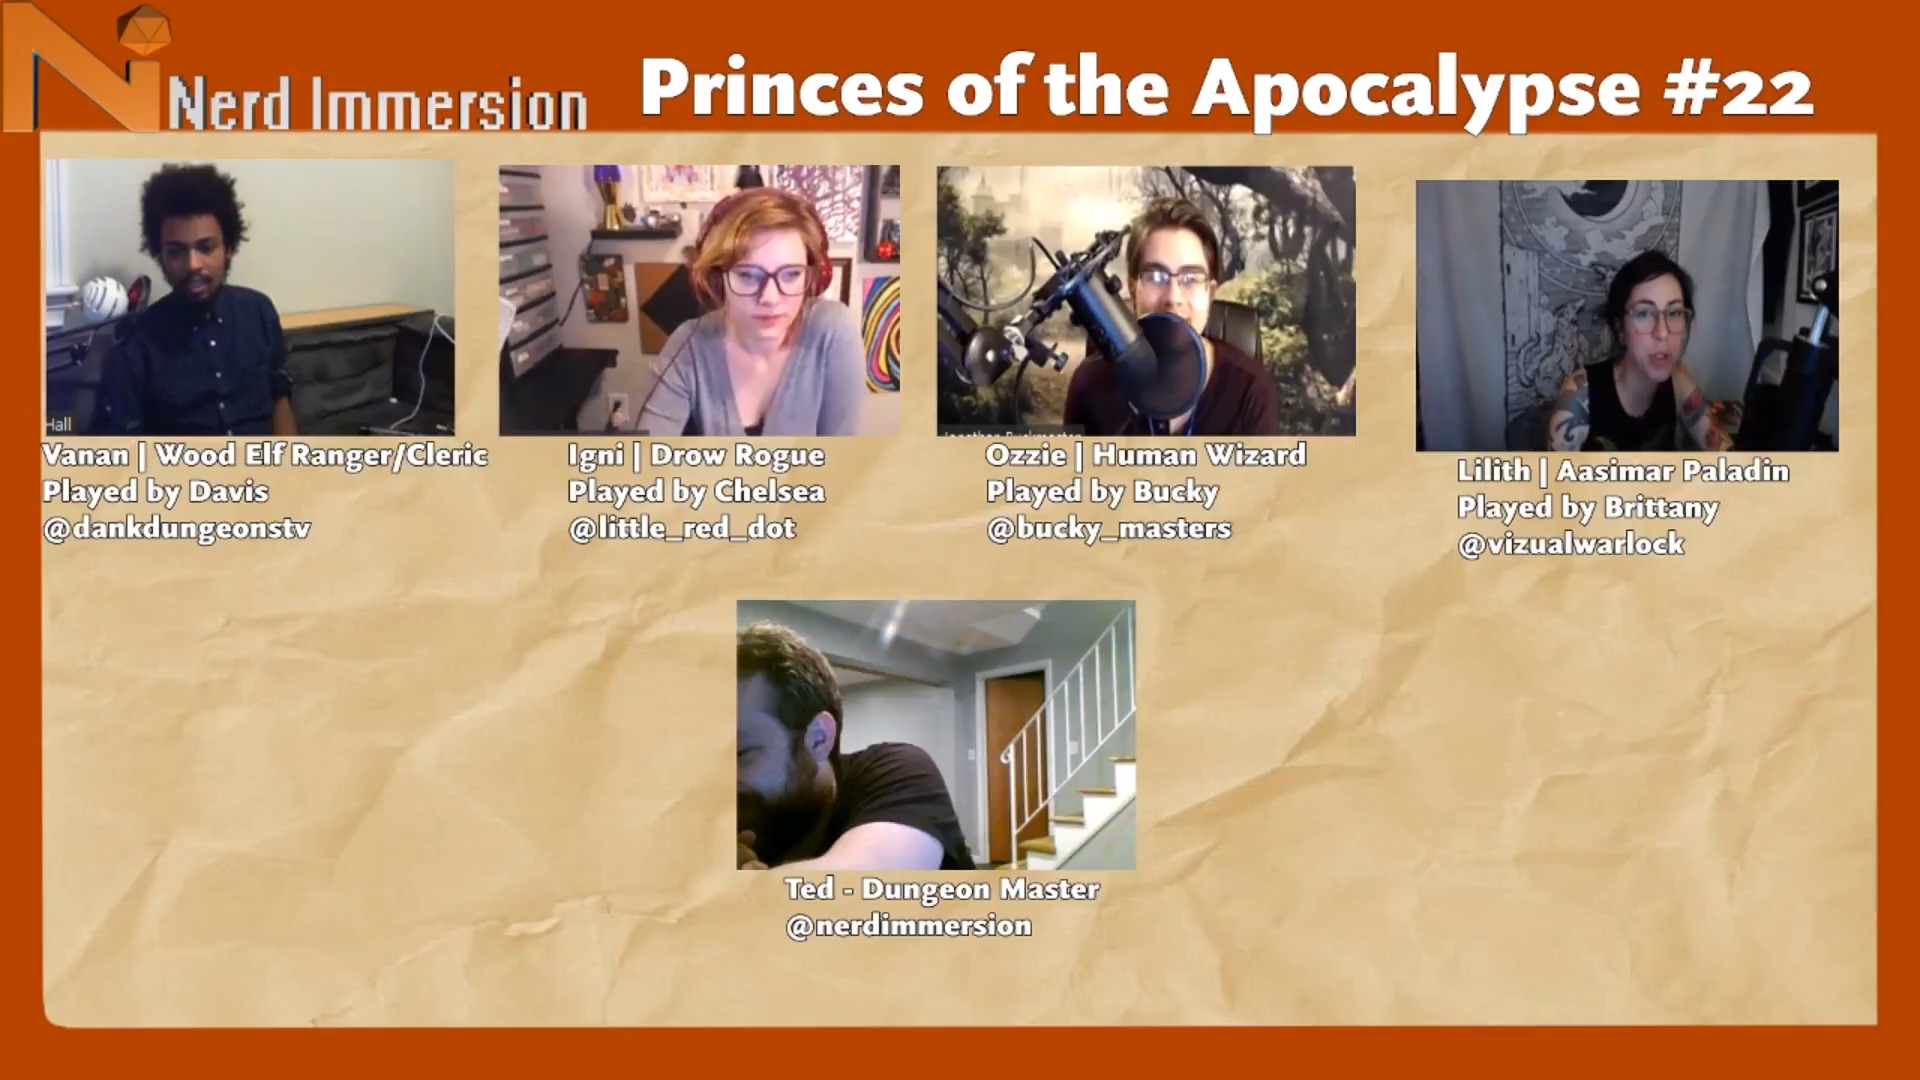 Nerd Immersion
Princes of the Apocalypse #22
Hall
Vanan | Wood Elf Ranger/Cleric
Played by Davis
@dankdungeonstv
Igni | Drow Rogue
Played by Chelsea
@little_red_dot
Ozzie | Human Wizard
Played by Bucky
@bucky_masters
Lilith | Aasimar Paladin
Played by Brittany
@vizualwarlock
Ted - Dungeon Master
@nerdimmersion